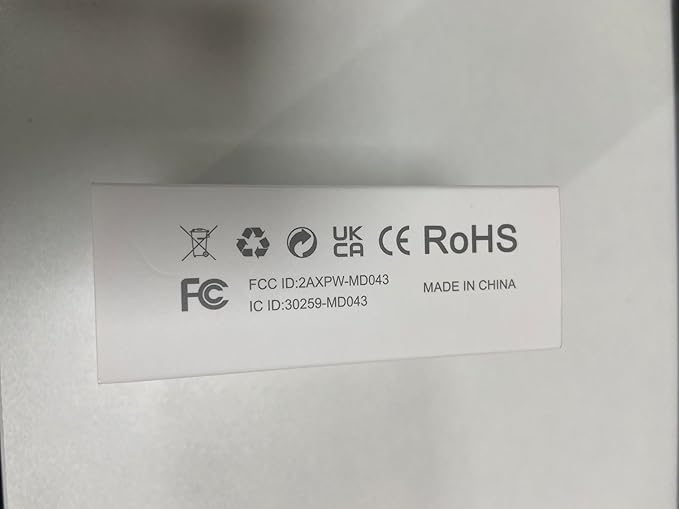 UK
CA
CE RoHS
FC FCC ID:2AXPW-MD043
IC ID:30259-MD043
MADE IN CHINA